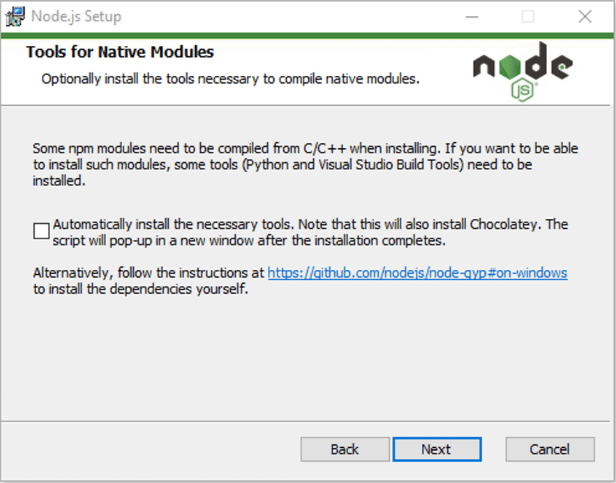 Node.js Setup
Tools for Native Modules
Optionally install the tools necessary to compile native modules.
node
JS
Some npm modules need to be compiled from C/C++ when installing. If you want to be able
to install such modules, some tools (Python and Visual Studio Build Tools) need to be
installed.
Automatically install the necessary tools. Note that this will also install Chocolatey. The
script will pop-up in a new window after the installation completes.
Alternatively, follow the instructions at https://github.com/nodejs/node-gyp#on-windows
to install the dependencies yourself.
Back Next Cancel